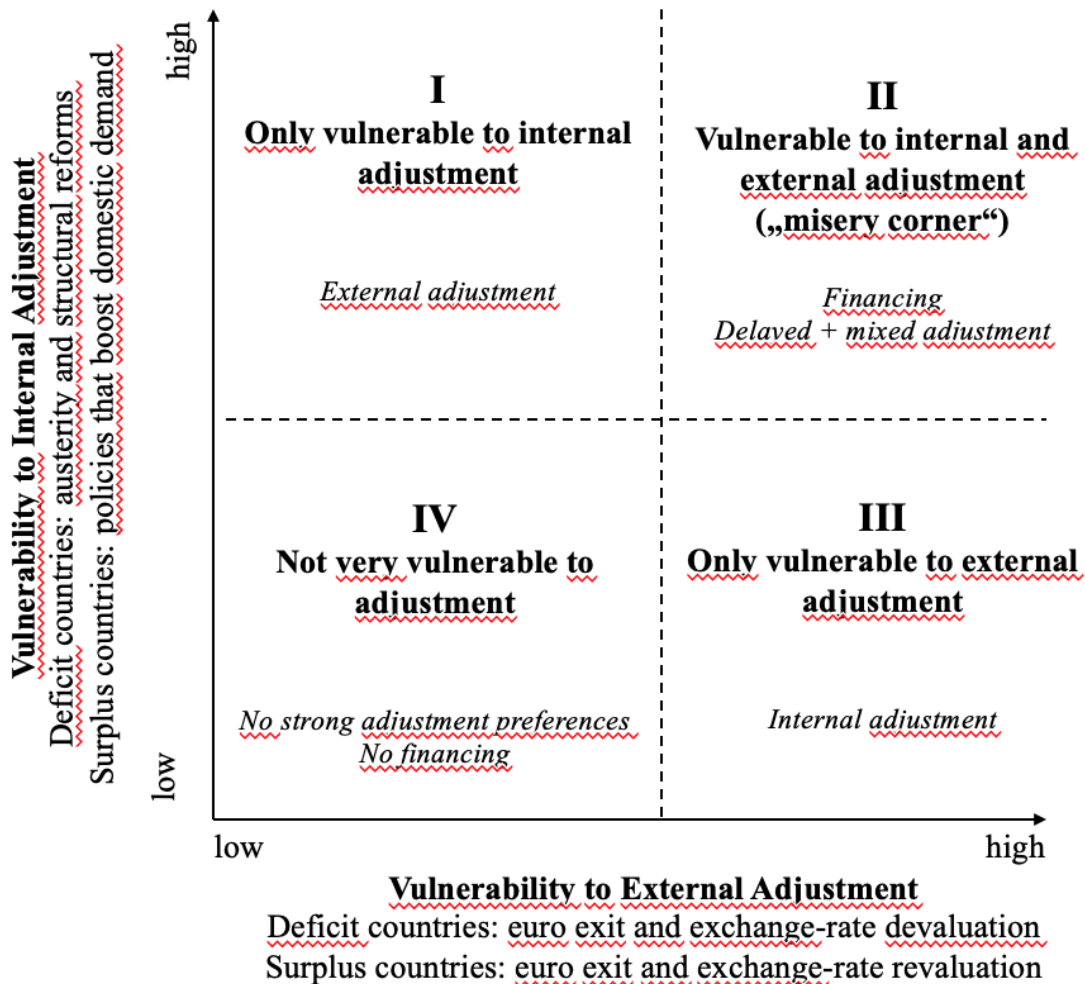 Vulnerability to Internal Adjustment
Deficit countries: austerity and structural reforms
Surplus countries: policies that boost domestic demand
high
low
I
Only vulnerable to internal
adjustment
External adjustment
II
Vulnerable to internal and
external adjustment
(„misery corner“)
Financing
Delayed + mixed adjustment
IV
Not very vulnerable to
adjustment
No strong adjustment preferences
No financing
III
Only vulnerable to external
adjustment
Internal adjustment
low
high
Vulnerability to External Adjustment
Deficit countries: euro exit and exchange-rate devaluation
Surplus countries: euro exit and exchange-rate revaluation